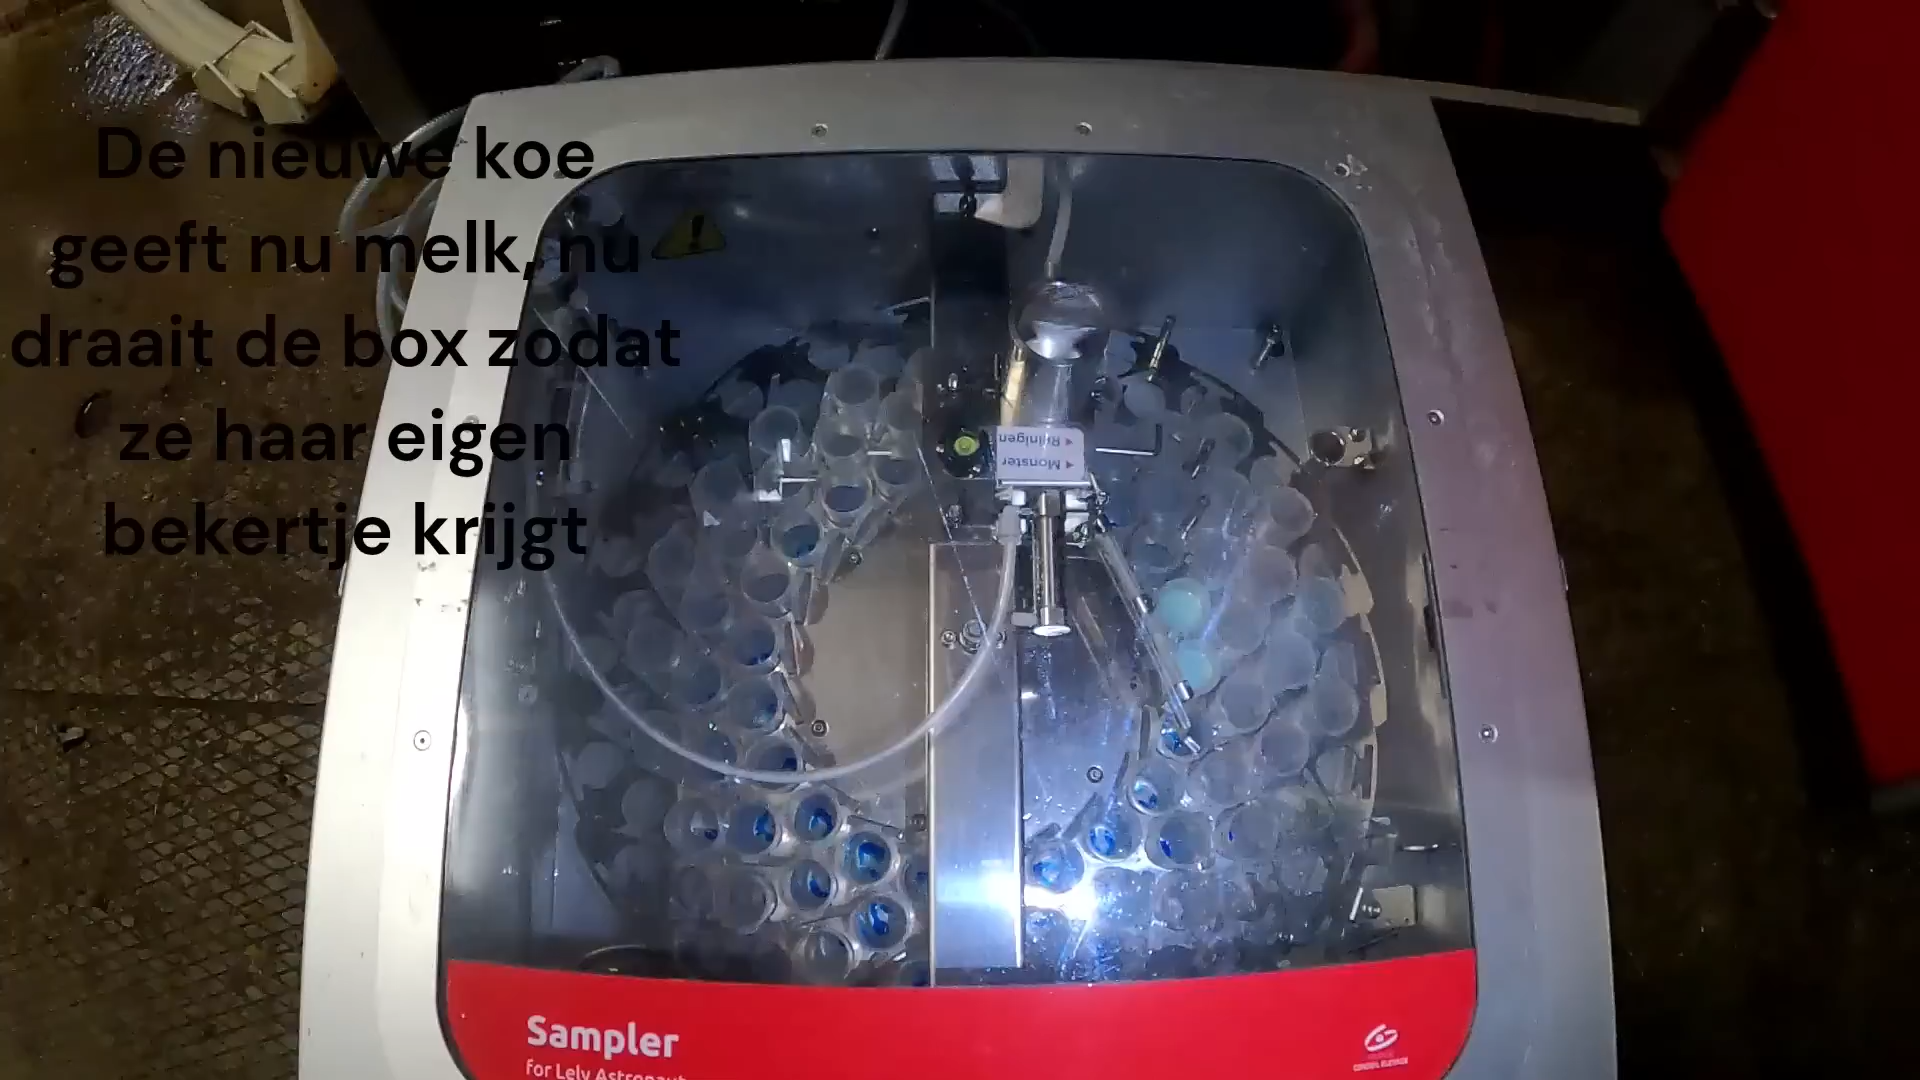 De nieuwe koe
geeft nu melk, nu
draait de box zodat
ze haar eigen
bekertje krijgt
Reinigen
Monster
Sampler
for Lely Astronaut